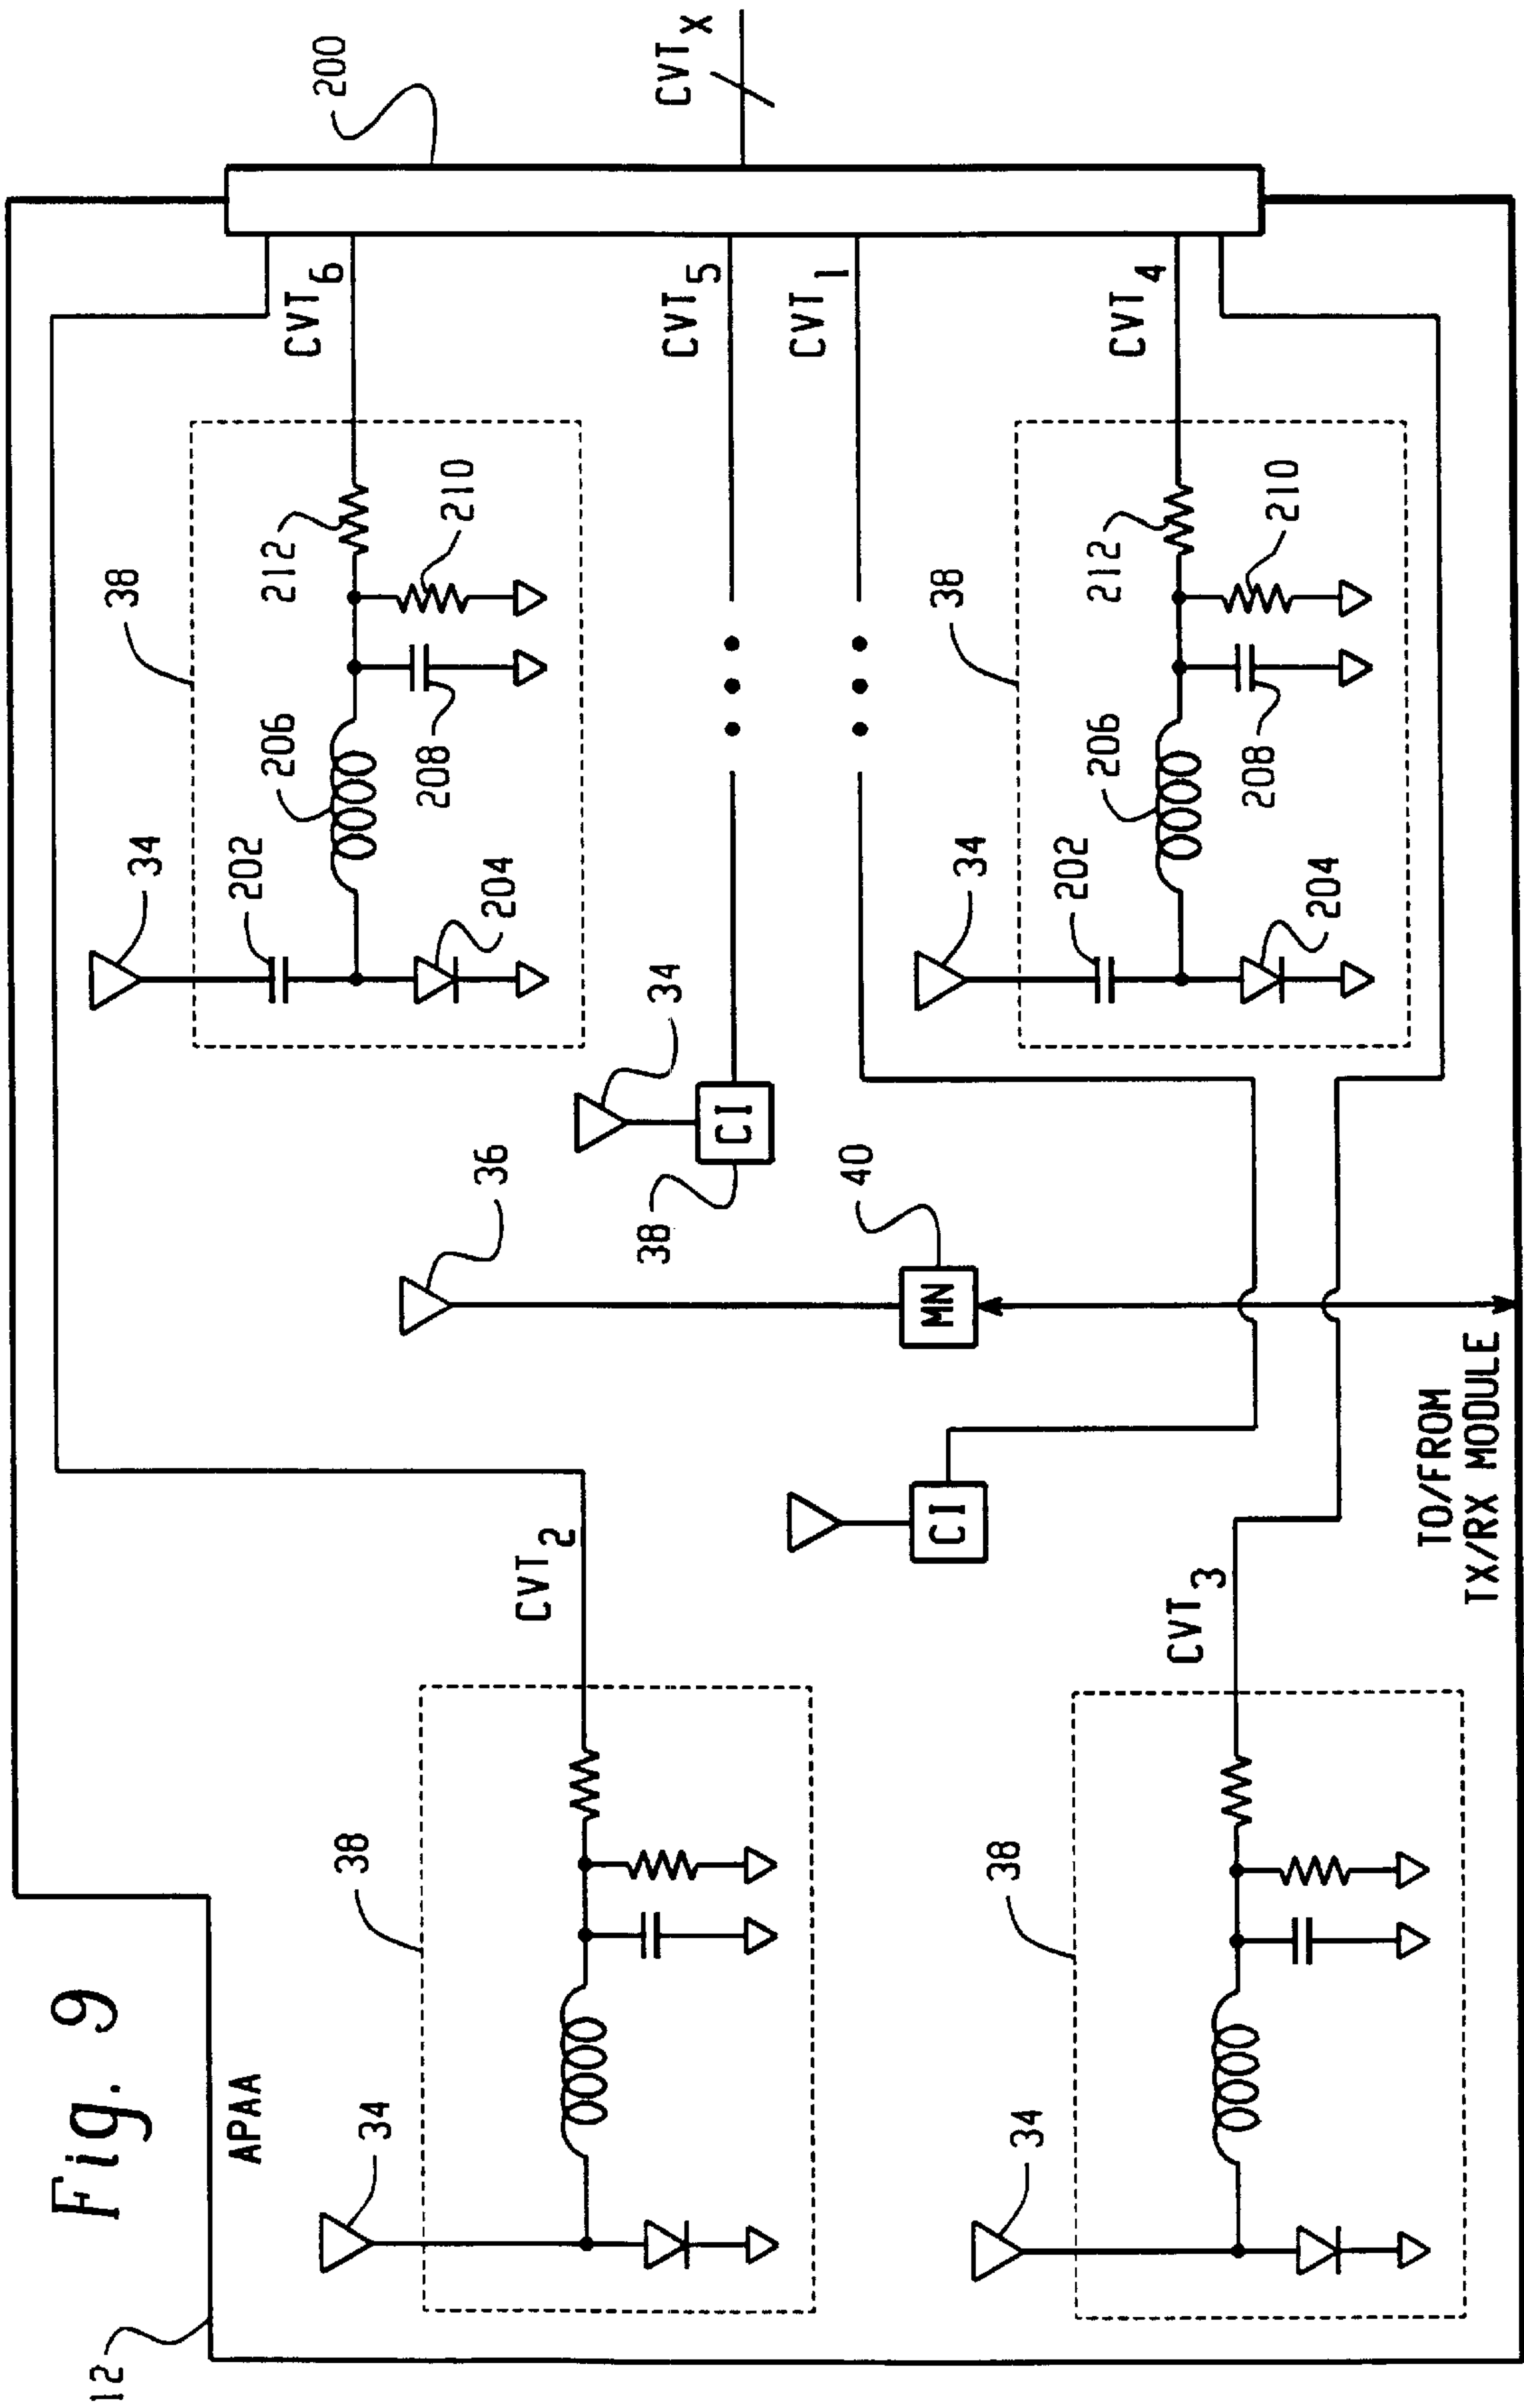 Fig. 9
12
APAA
34
38
CVT2
34
38
CVT3
TO/FROM
TX/RX MODULE
CI
36
MN
40
34
CI
38
34
202
204
206
208
38
212
210
CVT6
CVT5
CVT1
34
202
204
206
208
38
212
210
CVT4
200
CVTX